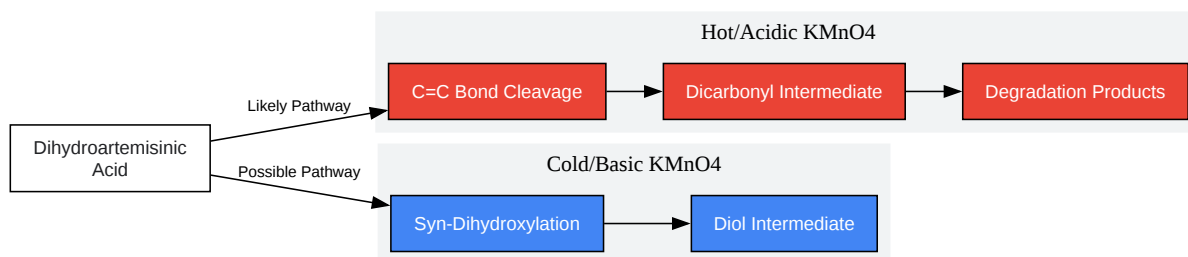 Hot/Acidic KMnO4
C=C Bond Cleavage
Dicarbonyl Intermediate
Degradation Products
Likely Pathway
Dihydroartemisinic
Acid
Possible Pathway
Cold/Basic KMnO4
Syn-Dihydroxylation
Diol Intermediate